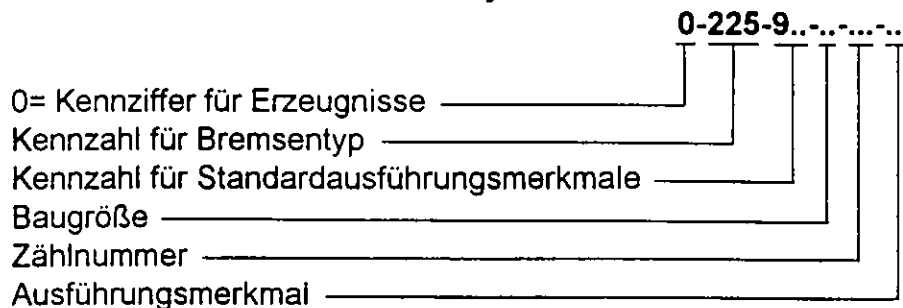 0-225-9..-..-...-..
0= Kennziffer für Erzeugnisse
Kennzahl für Bremsentyp
Kennzahl für Standardausführungsmerkmale
Baugröße
Zählnummer
Ausführungsmerkmal